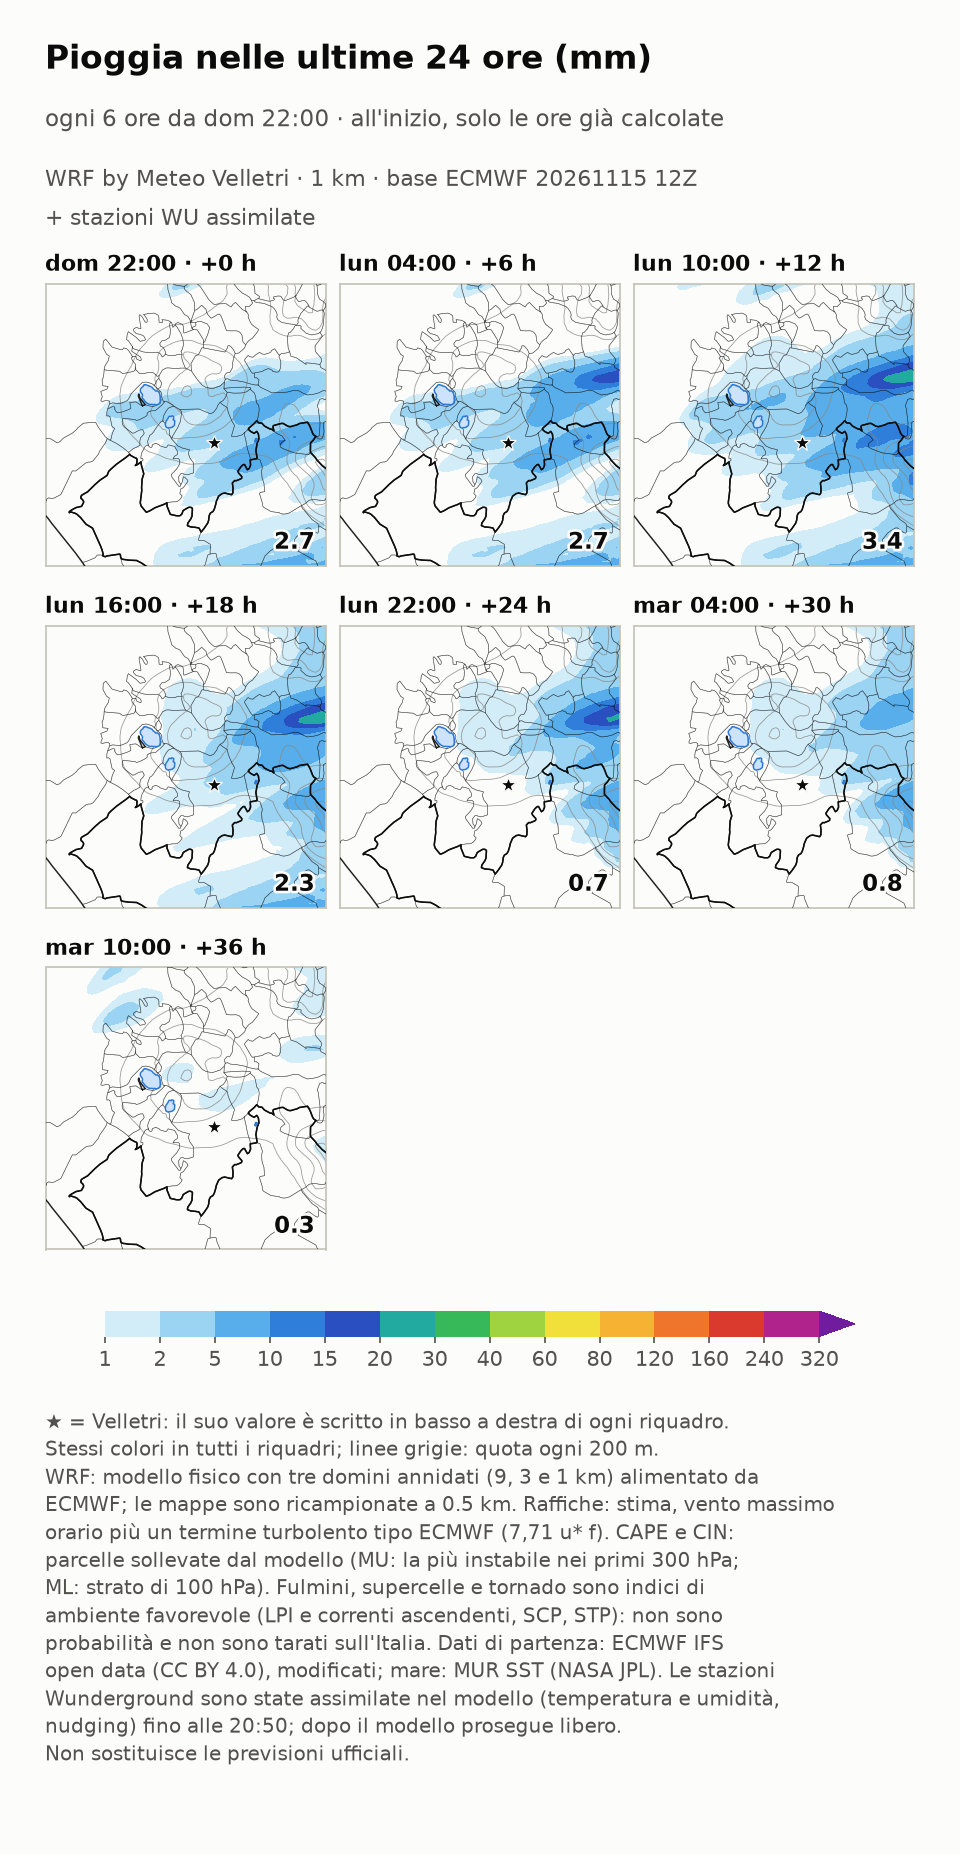 Pioggia nelle ultime 24 ore (mm)
ogni 6 ore da dom 22:00 · all'inizio, solo le ore già calcolate
WRF by Meteo Velletri · 1 km · base ECMWF 20261115 12Z
+ stazioni WU assimilate
dom 22:00 · +0 h
lun 04:00 · +6 h
lun 10:00 · +12 h
2.7
2.7
3.4
lun 16:00 · +18 h
lun 22:00 · +24 h
mar 04:00 · +30 h
2.3
0.7
0.8
mar 10:00 · +36 h
0.3
1 2 5 10 15 20 30 40 60 80 120 160 240 320
★ = Velletri: il suo valore è scritto in basso a destra di ogni riquadro.
Stessi colori in tutti i riquadri; linee grigie: quota ogni 200 m.
WRF: modello fisico con tre domini annidati (9, 3 e 1 km) alimentato da
ECMWF; le mappe sono ricampionate a 0.5 km. Raffiche: stima, vento massimo
orario più un termine turbolento tipo ECMWF (7,71 u* f). CAPE e CIN:
parcelle sollevate dal modello (MU: la più instabile nei primi 300 hPa;
ML: strato di 100 hPa). Fulmini, supercelle e tornado sono indici di
ambiente favorevole (LPI e correnti ascendenti, SCP, STP): non sono
probabilità e non sono tarati sull'Italia. Dati di partenza: ECMWF IFS
open data (CC BY 4.0), modificati; mare: MUR SST (NASA JPL). Le stazioni
Wunderground sono state assimilate nel modello (temperatura e umidità,
nudging) fino alle 20:50; dopo il modello prosegue libero.
Non sostituisce le previsioni ufficiali.